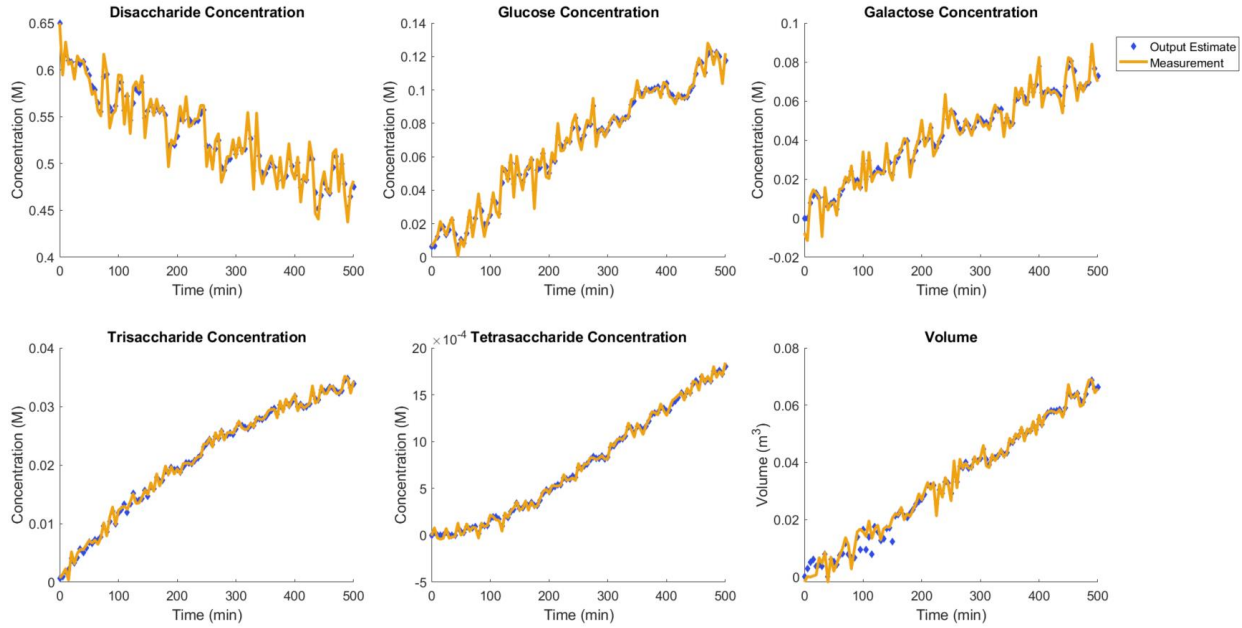 Disaccharide Concentration
Concentration (M)
0.65
0.6
0.55
0.5
0.45
0.4
0 100 200 300 400 500
Time (min)
Glucose Concentration
Concentration (M)
0.14
0.12
0.1
0.08
0.06
0.04
0.02
0
0 100 200 300 400 500
Time (min)
Galactose Concentration
Concentration (M)
0.1
0.08
0.06
0.04
0.02
0
-0.02
0 100 200 300 400 500
Time (min)
Output Estimate
Measurement
Trisaccharide Concentration
Concentration (M)
0.04
0.03
0.02
0.01
0
0 100 200 300 400 500
Time (min)
×10⁻⁴ Tetrasaccharide Concentration
Concentration (M)
20
15
10
5
0
-5
0 100 200 300 400 500
Time (min)
Volume
Volume (m³)
0.08
0.06
0.04
0.02
0
0 100 200 300 400 500
Time (min)